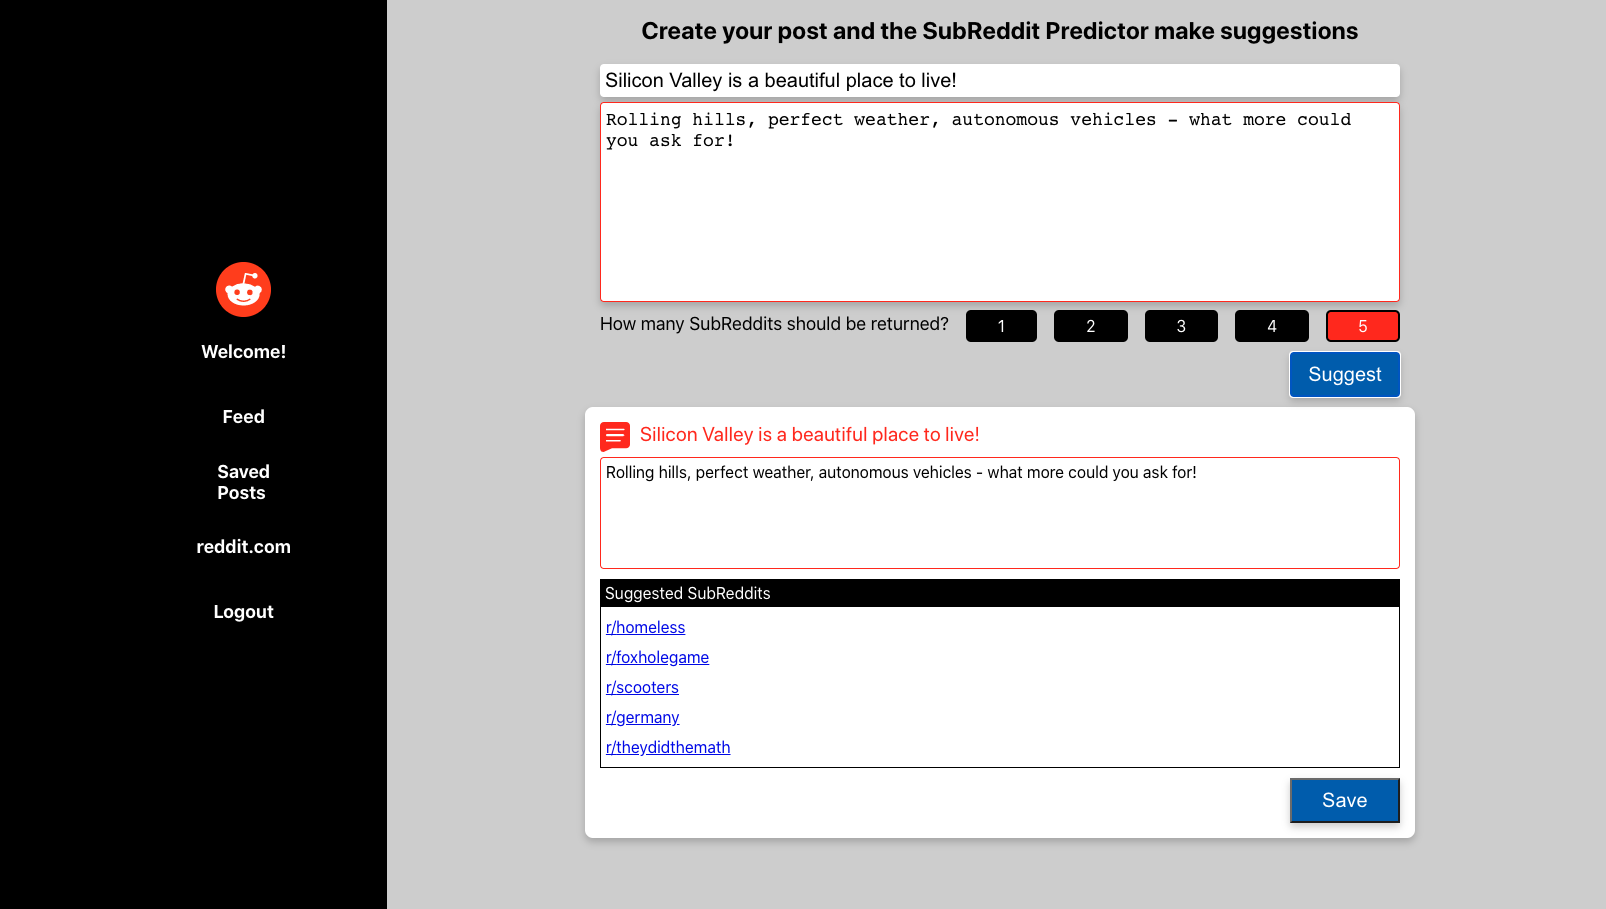 Welcome!
Feed
Saved
Posts
reddit.com
Logout
Create your post and the SubReddit Predictor make suggestions
Silicon Valley is a beautiful place to live!
Rolling hills, perfect weather, autonomous vehicles - what more could
you ask for!
How many SubReddits should be returned? 1 2 3 4 5
Suggest
Silicon Valley is a beautiful place to live!
Rolling hills, perfect weather, autonomous vehicles - what more could you ask for!
Suggested SubReddits
r/homeless
r/foxholegame
r/scooters
r/germany
r/theydidthemath
Save